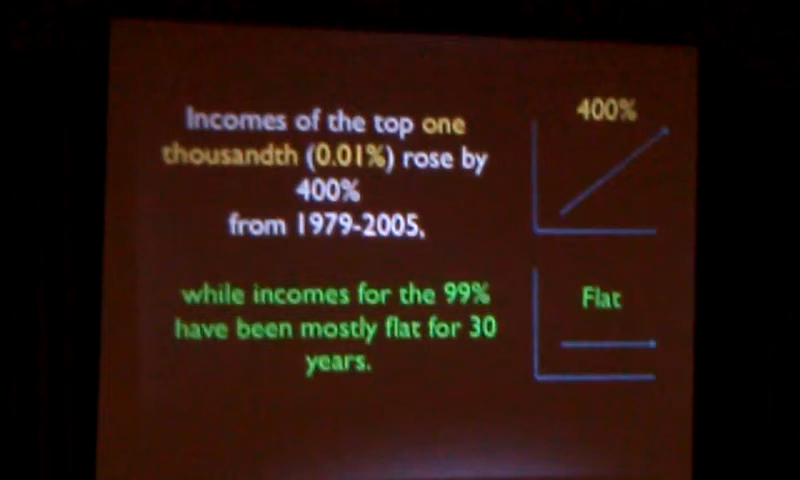 Incomes of the top one
thousandth (0.01%) rose by
400%
from 1979-2005,
400%
while incomes for the 99%
have been mostly flat for 30
years.
Flat